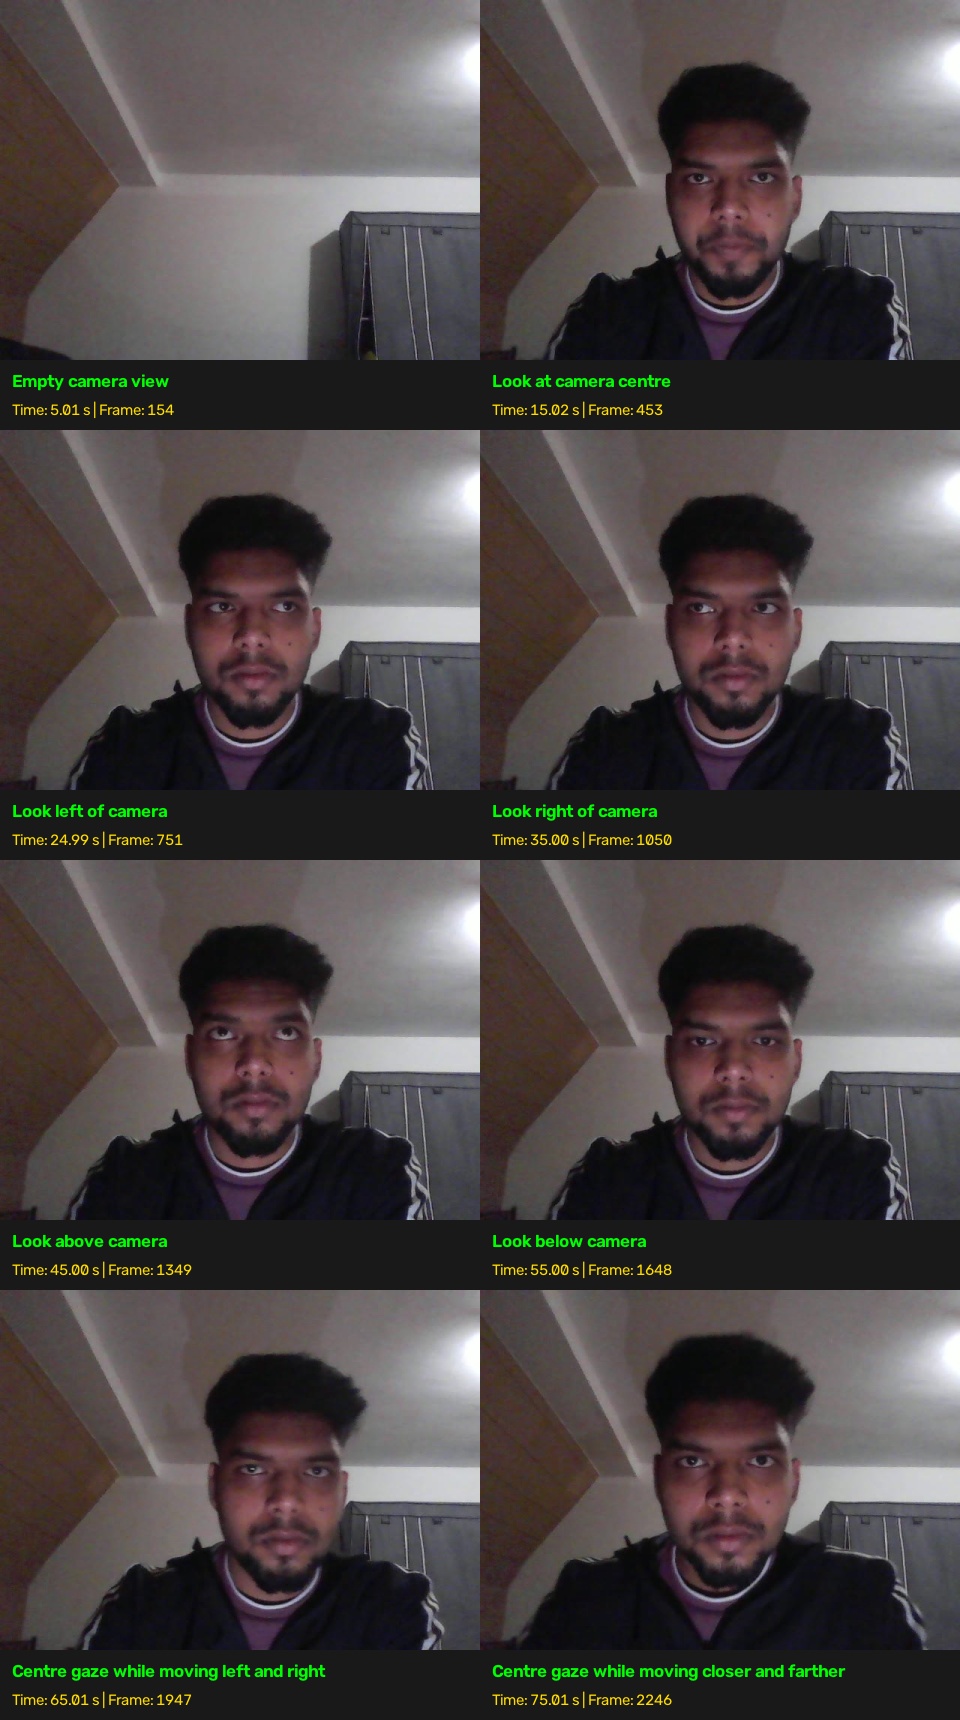 Empty camera view
Time: 5.01 s | Frame: 154
Look at camera centre
Time: 15.02 s | Frame: 453
Look left of camera
Time: 24.99 s | Frame: 751
Look right of camera
Time: 35.00 s | Frame: 1050
Look above camera
Time: 45.00 s | Frame: 1349
Look below camera
Time: 55.00 s | Frame: 1648
Centre gaze while moving left and right
Time: 65.01 s | Frame: 1947
Centre gaze while moving closer and farther
Time: 75.01 s | Frame: 2246